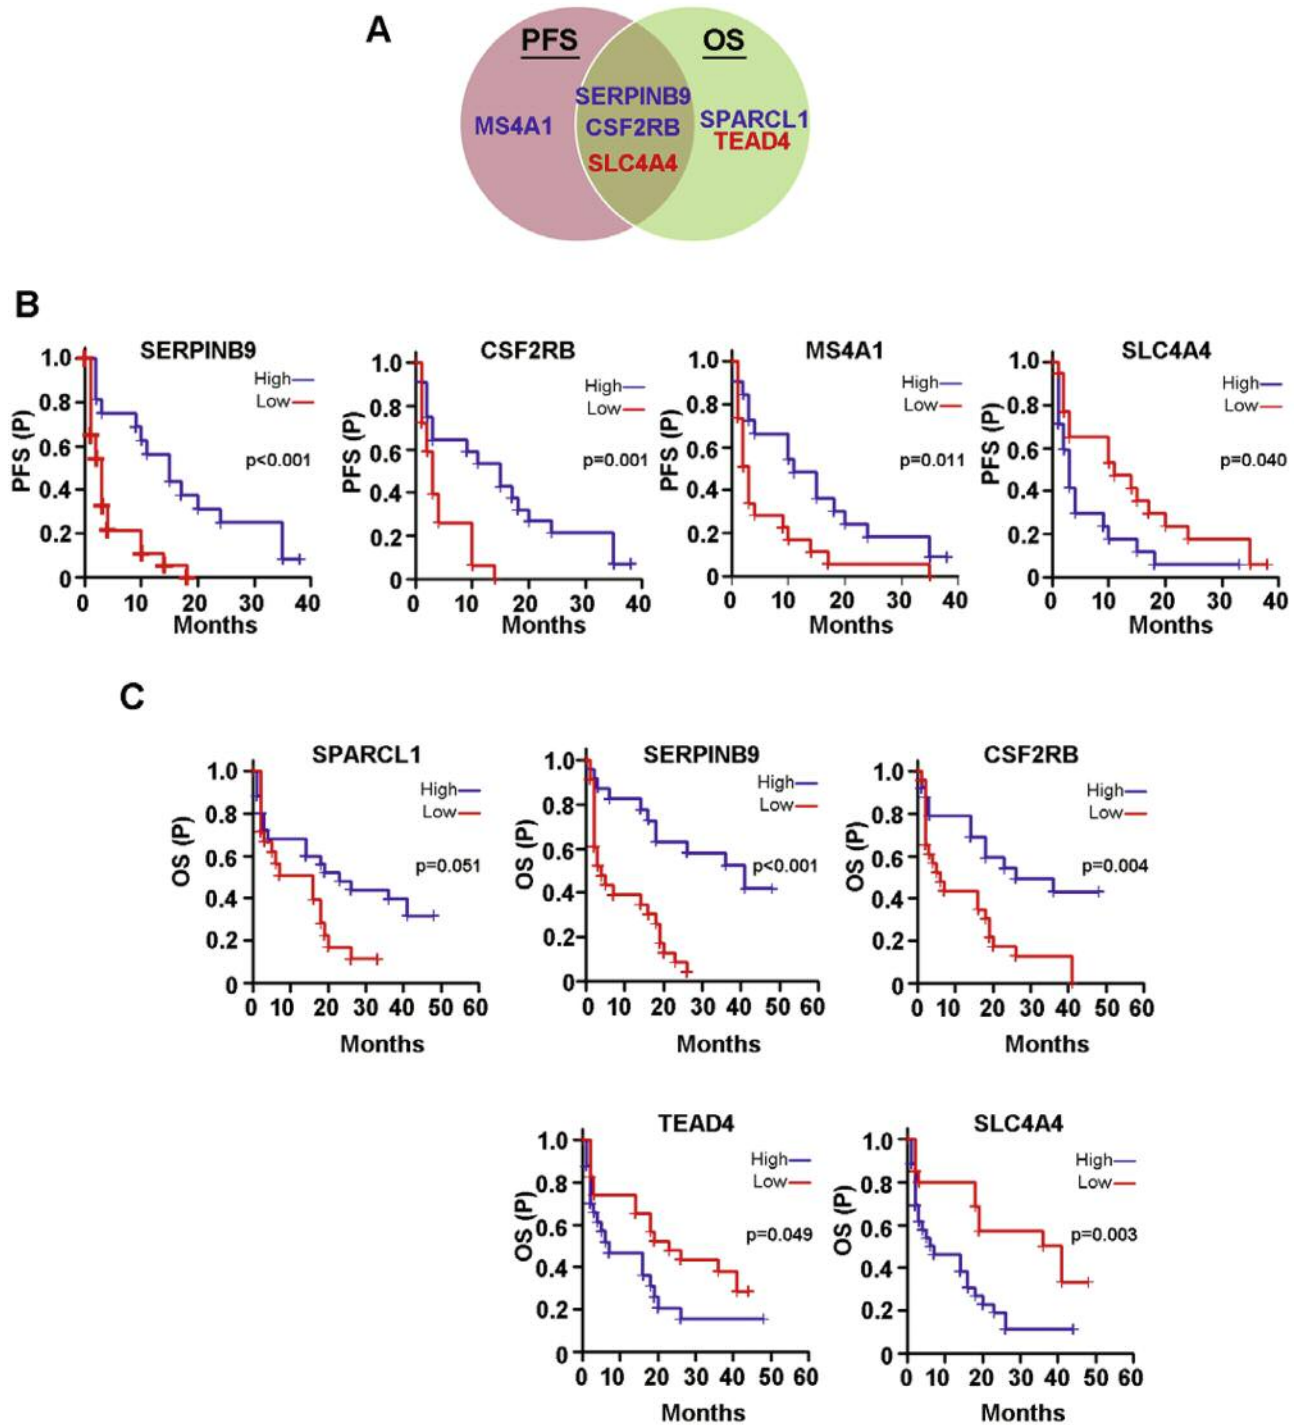 A
PFS OS
SERPINB9
MS4A1 CSF2RB SPARCL1
SLC4A4 TEAD4
B
SERPINB9 CSF2RB MS4A1 SLC4A4
High High High High
Low Low Low Low
p<0.001 p=0.001 p=0.011 p=0.040
PFS (P) PFS (P) PFS (P) PFS (P)
1.0 1.0 1.0 1.0
0.8 0.8 0.8 0.8
0.6 0.6 0.6 0.6
0.4 0.4 0.4 0.4
0.2 0.2 0.2 0.2
0 0 0 0
0 10 20 30 40 0 10 20 30 40 0 10 20 30 40 0 10 20 30 40
Months Months Months Months
C
SPARCL1 SERPINB9 CSF2RB
High High High
Low Low Low
p=0.051 p<0.001 p=0.004
OS (P) OS (P) OS (P)
1.0 1.0 1.0
0.8 0.8 0.8
0.6 0.6 0.6
0.4 0.4 0.4
0.2 0.2 0.2
0 0 0
0 10 20 30 40 50 60 0 10 20 30 40 50 60 0 10 20 30 40 50 60
Months Months Months
TEAD4 SLC4A4
High High
Low Low
p=0.049 p=0.003
OS (P) OS (P)
1.0 1.0
0.8 0.8
0.6 0.6
0.4 0.4
0.2 0.2
0 0
0 10 20 30 40 50 60 0 10 20 30 40 50 60
Months Months